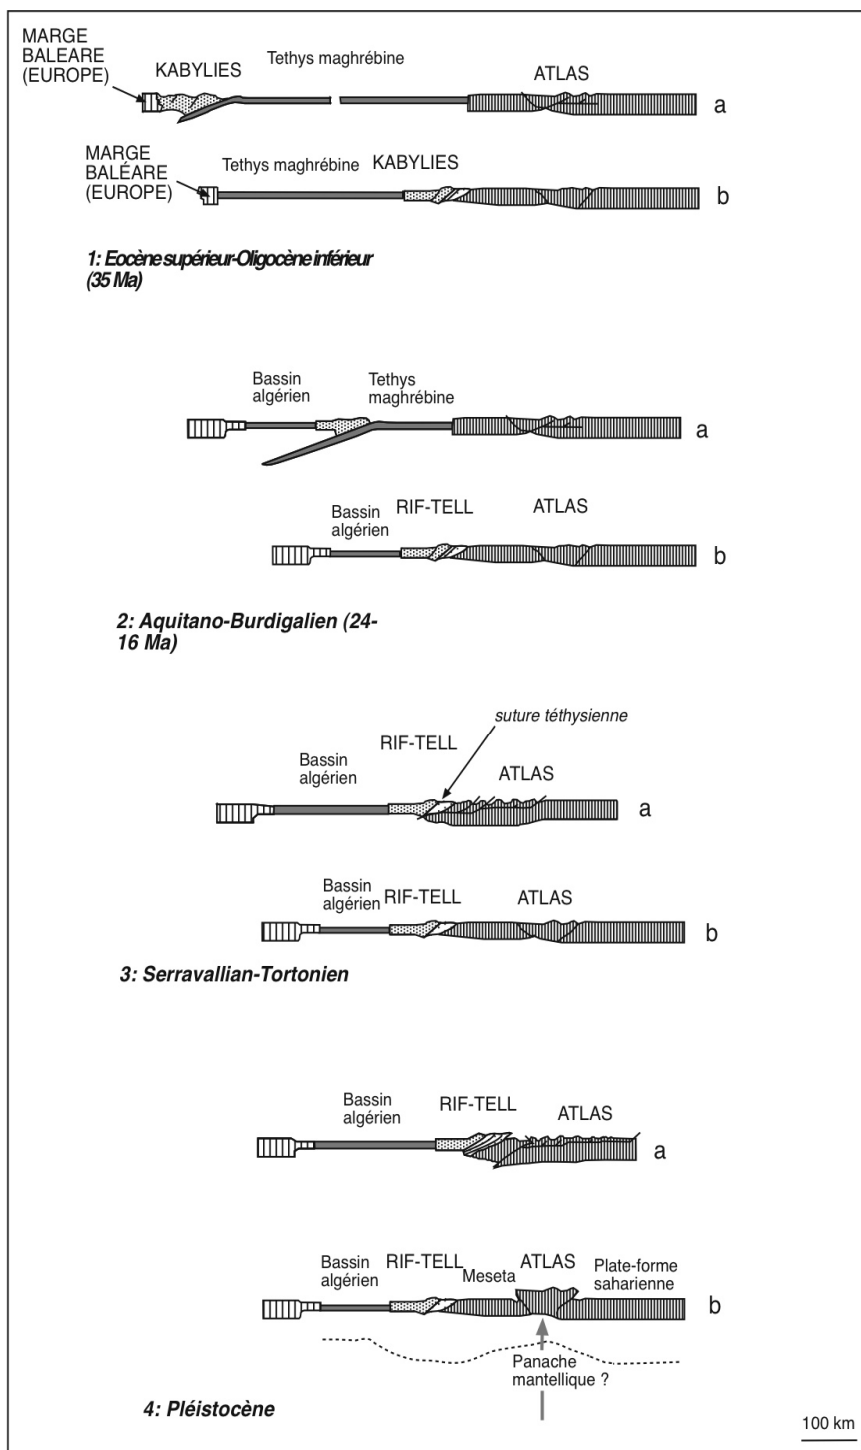 MARGE
BALEARE
(EUROPE)
KABYLIES
Tethys maghrébine
ATLAS
a
MARGE
BALÉARE
(EUROPE)
Tethys maghrébine
KABYLIES
b
1: Eocène supérieur-Oligocène inférieur
(35 Ma)
Bassin
algérien
Tethys
maghrébine
a
Bassin
algérien
RIF-TELL
ATLAS
b
2: Aquitano-Burdigalien (24-
16 Ma)
suture téthysienne
RIF-TELL
Bassin
algérien
ATLAS
a
Bassin
algérien
RIF-TELL
ATLAS
b
3: Serravallian-Tortonien
Bassin
algérien
RIF-TELL
ATLAS
a
Bassin
algérien
RIF-TELL
Meseta
ATLAS
Plate-forme
saharienne
b
Panache
mantellique ?
4: Pléistocène
100 km